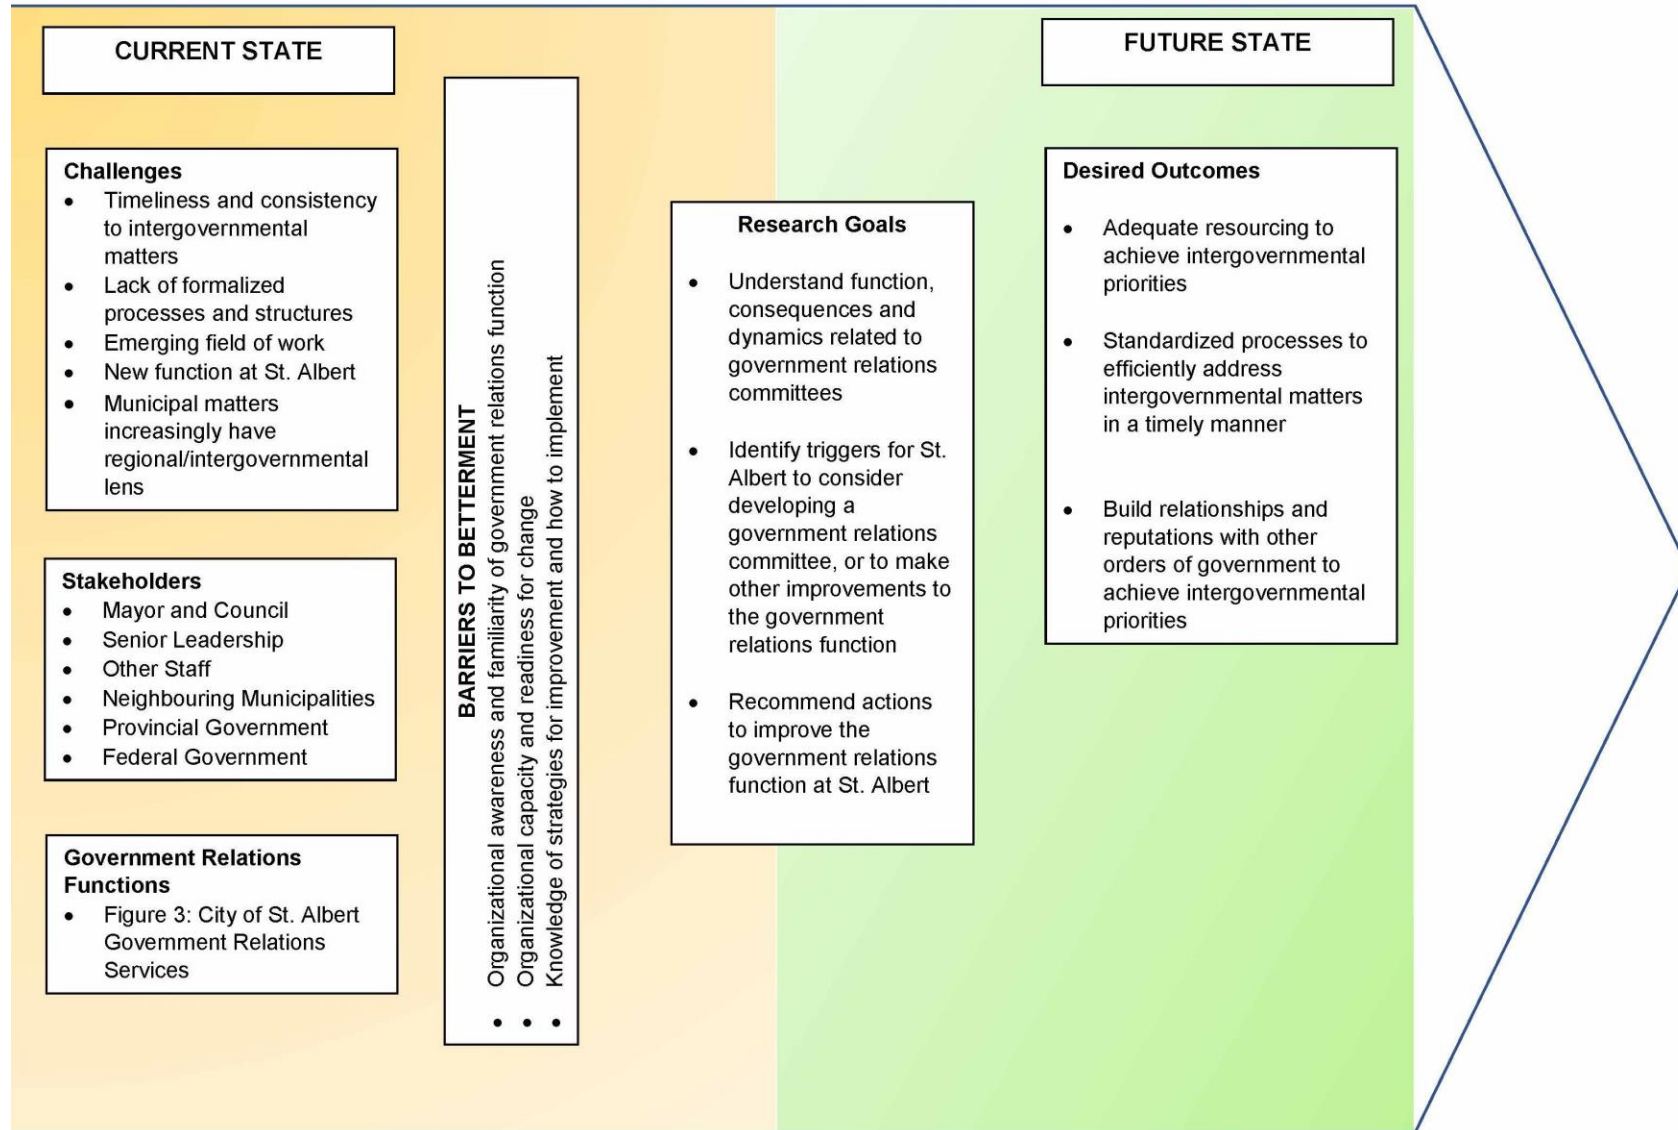 CURRENT STATE
Challenges
• Timeliness and consistency
to intergovernmental
matters
• Lack of formalized
processes and structures
• Emerging field of work
• New function at St. Albert
• Municipal matters
increasingly have
regional/intergovernmental
lens
Stakeholders
• Mayor and Council
• Senior Leadership
• Other Staff
• Neighbouring Municipalities
• Provincial Government
• Federal Government
Government Relations
Functions
• Figure 3: City of St. Albert
Government Relations
Services
BARRIERS TO BETTERMENT
• Organizational awareness and familiarity of government relations function
• Organizational capacity and readiness for change
• Knowledge of strategies for improvement and how to implement
Research Goals
• Understand function,
consequences and
dynamics related to
government relations
committees
• Identify triggers for St.
Albert to consider
developing a
government relations
committee, or to make
other improvements to
the government
relations function
• Recommend actions
to improve the
government relations
function at St. Albert
FUTURE STATE
Desired Outcomes
• Adequate resourcing to
achieve intergovernmental
priorities
• Standardized processes to
efficiently address
intergovernmental matters
in a timely manner
• Build relationships and
reputations with other
orders of government to
achieve intergovernmental
priorities